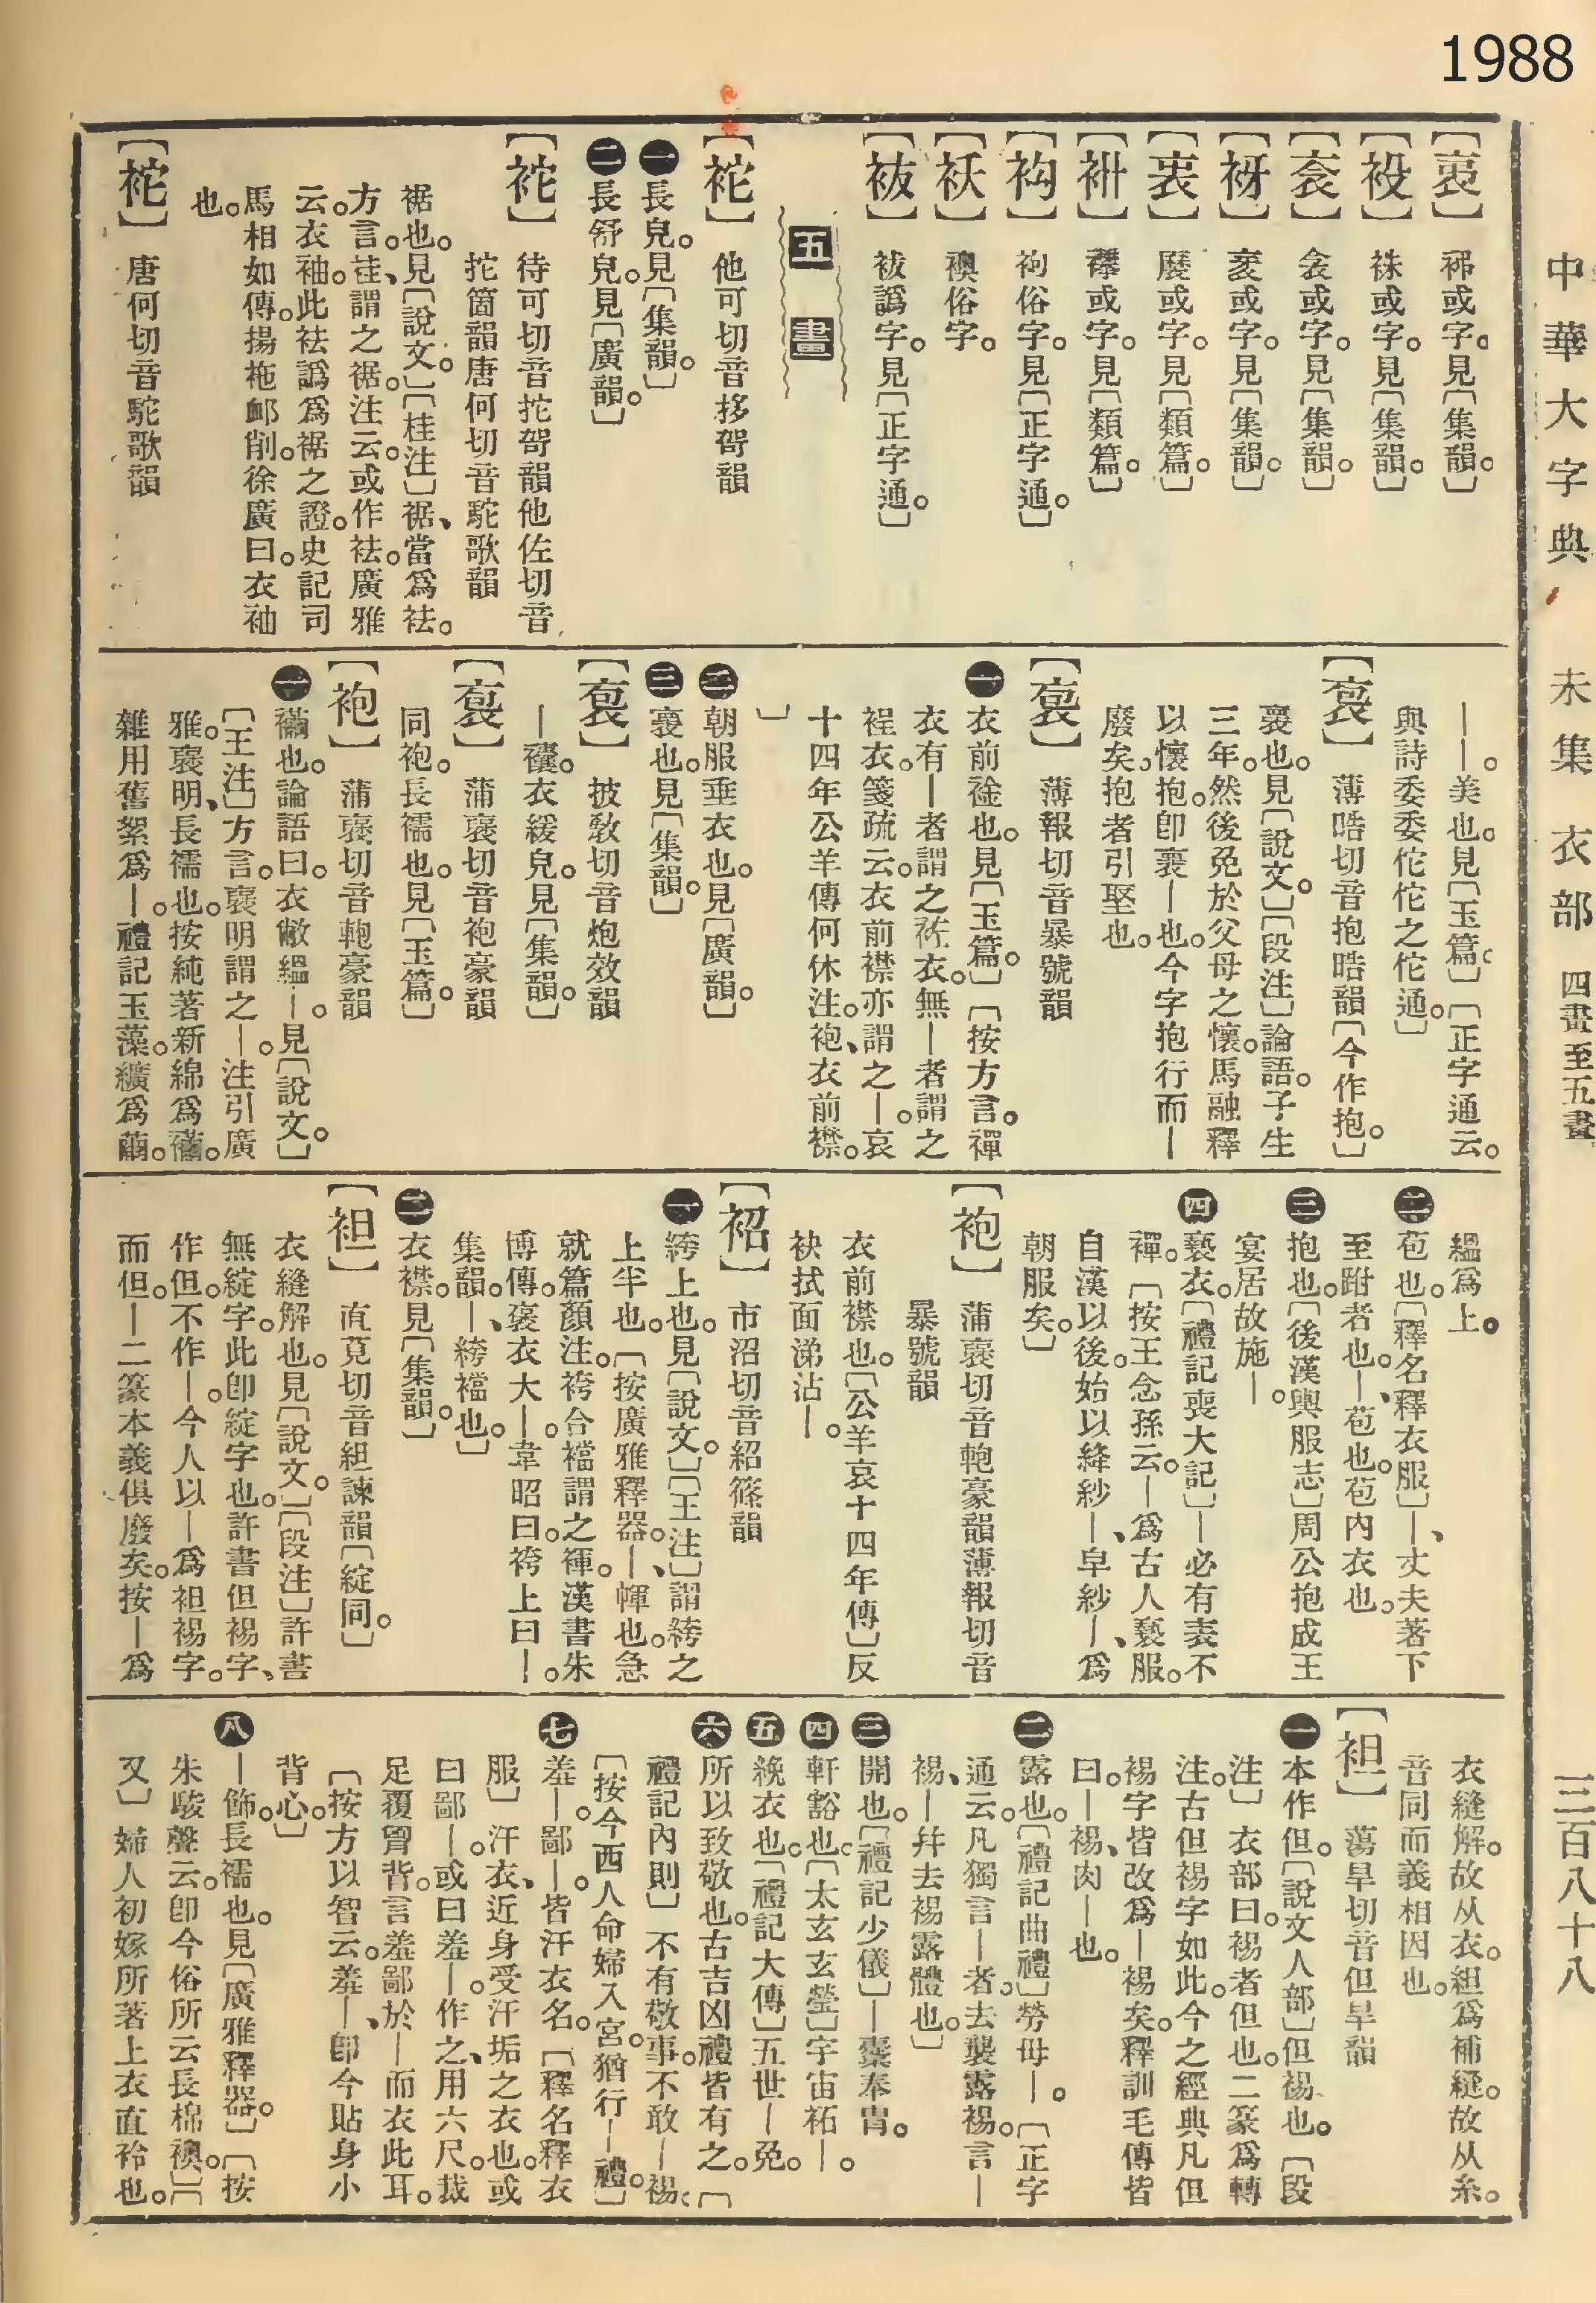 1988
中華大字典
未集 衣部 四畫至五畫
三百八十八
或字。見〔集韻。〕
〔祋〕 袾或字。見〔集韻。〕
〔衮〕 或字。見〔集韻。〕
〔衺〕 或字。見〔集韻。〕
或字。見〔類篇。〕
或字。見〔類篇。〕
〔袧〕 袧俗字。見〔正字通。〕
〔袄〕 襖俗字。
〔袚〕 袚譌字。見〔正字通。〕
五畫
〔袉〕 他可切音拸哿韻
㊀長皃。見〔集韻。〕
㊁長舒皃。見〔廣韻。〕
〔袉〕 待可切音拕哿韻他佐切音
拕箇韻唐何切音駝歌韻
裾也。見〔說文。〕〔桂注〕裾、當爲袪。
方言。袿、謂之裾。注云。或作袪。廣雅
云。衣袖。此袪譌爲裾之證。史記司
馬相如傳。揚袘卹削。徐廣曰。衣袖
也。
〔袉〕 唐何切音駝歌韻
——。美也。見〔玉篇。〕〔正字通云。
與詩委委佗佗之佗通。〕
〔袌〕 薄晧切音抱晧韻〔今作抱。〕
褱也。見〔說文。〕〔段注〕論語。子生
三年。然後免於父母之懷。馬融釋
以懷抱。卽褱—也。今字抱行而—
廢矣。抱者引堅也。
〔袌〕 薄報切音暴號韻
㊀衣前襟也。見〔玉篇。〕〔按方言。禪
衣有—者謂之袏衣。無—者謂之
裎衣。箋疏云。衣前襟亦謂之—。哀
十四年公羊傳何休注。袍、衣前襟。
〕
㊁朝服垂衣也。見〔廣韻。〕
㊂褱也。見〔集韻。〕
〔袌〕 披敎切音炮效韻
—㒩。衣緩皃。見〔集韻。〕
〔袌〕 蒲褒切音袍豪韻
同袍。長襦也。見〔玉篇。〕
〔袍〕 蒲褒切音匏豪韻
㊀襺也。論語曰。衣敝縕—。見〔說文。〕
〔王注〕方言。褒明謂之—。注引廣
雅。褒明、長襦也。按純著新綿爲襺。
雜用舊絮爲—。禮記玉藻。纊爲繭。
縕爲上。
㊁苞也。〔釋名釋衣服〕—、丈夫著下
至跗者也。—、苞也。苞內衣也。
㊂抱也。〔後漢輿服志〕周公抱成王
宴居故施—。
㊃褻衣。〔禮記喪大記〕—必有表不
襌。〔按王念孫云。—爲古人褻服。
自漢以後。始以絳紗—、皁紗—、爲
朝服矣。〕
〔袍〕 蒲褒切音匏豪韻薄報切音
暴號韻
衣前襟也。〔公羊哀十四年傳〕反
袂拭面涕沾—。
〔袑〕 市沼切音紹篠韻
㊀絝上也。見〔說文。〕〔王注〕謂絝之
上半也。〔按廣雅釋器。—、幝也。急
就篇顏注。袴合襠謂之褌。漢書朱
博傳。褒衣大—。韋昭曰。袴上曰—。
集韻。—、絝襠也。〕
㊁衣襟。見〔集韻。〕
〔袒〕 直莧切音組諫韻〔綻同。〕
衣縫解也。見〔說文。〕〔段注〕許書
無綻字。此卽綻字也。許書但裼字、
作但。不作—。今人以—爲袒裼字。
而但。—二篆本義俱廢矣。按—爲
衣縫解。故从衣。組爲補縫。故从糸。
音同而義相因也。
〔袒〕 蕩旱切音但旱韻
㊀本作但。〔說文人部〕但裼也。〔段
注〕衣部曰。裼者但也。二篆爲轉
注。古但裼字如此。今之經典凡但
裼字皆改爲—裼矣。釋訓毛傳皆
曰。—裼、肉—也。
㊁露也。〔禮記曲禮〕勞毋—。〔正字
通云。凡獨言—者。去襲露裼。言—
裼、—幷去裼露體也。〕
㊂開也。〔禮記少儀〕—櫜奉胄。
㊃軒豁也。〔太玄玄瑩〕宇宙祏—。
㊄絻衣也。〔禮記大傳〕五世—免。
㊅所以致敬也。古吉凶禮皆有之。〔
禮記內則〕不有敬事。不敢—裼。
〔按今西人命婦入宮。猶行—禮。〕
㊆羞—。鄙—。皆汗衣名。〔釋名釋衣
服〕汗衣、近身受汗垢之衣也。或
曰鄙—。或曰羞—。作之、用六尺。裁
足覆胷背。言羞鄙於—而衣此耳。
〔按方以智云。羞—、卽今貼身小
背心。〕
㊇—飾。長襦也。見〔廣雅釋器。〕〔按
朱駿聲云。卽今俗所云長棉襖。〕〔
又〕婦人初嫁所著上衣直袊也。